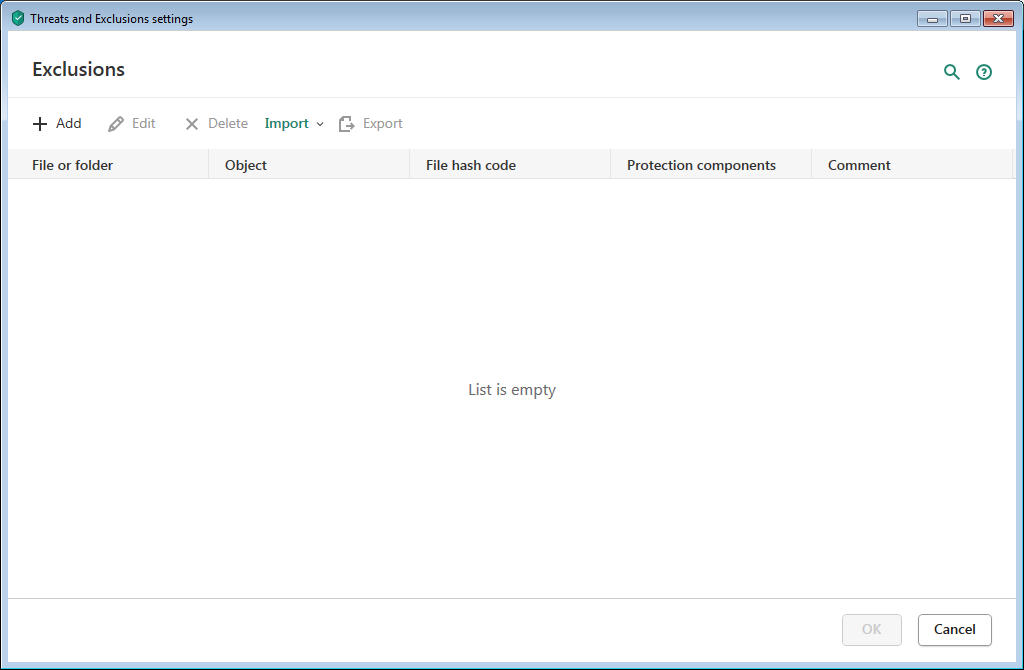 Threats and Exclusions settings
Exclusions
Add Edit Delete Import Export
File or folder Object File hash code Protection components Comment
List is empty
OK Cancel